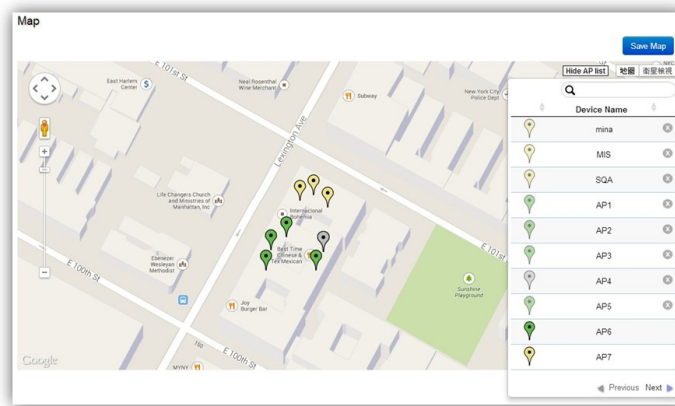 Map
Save Map
Hide AP list
地圖
衛星檢視
NYC
E 101st St
East Harlem
Center
Neal Rosenthal
Wine Merchant
Subway
New York City
Police Dept
Lexington Ave
Life Changers Church
and Ministries of
Manhattan, Inc
Internacional
Bohemia
Best Time
Chinese &
Tex Mexican
Ebenezer
Wesleyan
Methodist
E 100th St
E 101st
Sunshine
Playground
Joy
Burger Bar
E 100th St
MYNY
Google
Device Name
mina
MIS
SQA
AP1
AP2
AP3
AP4
AP5
AP6
AP7
Previous Next